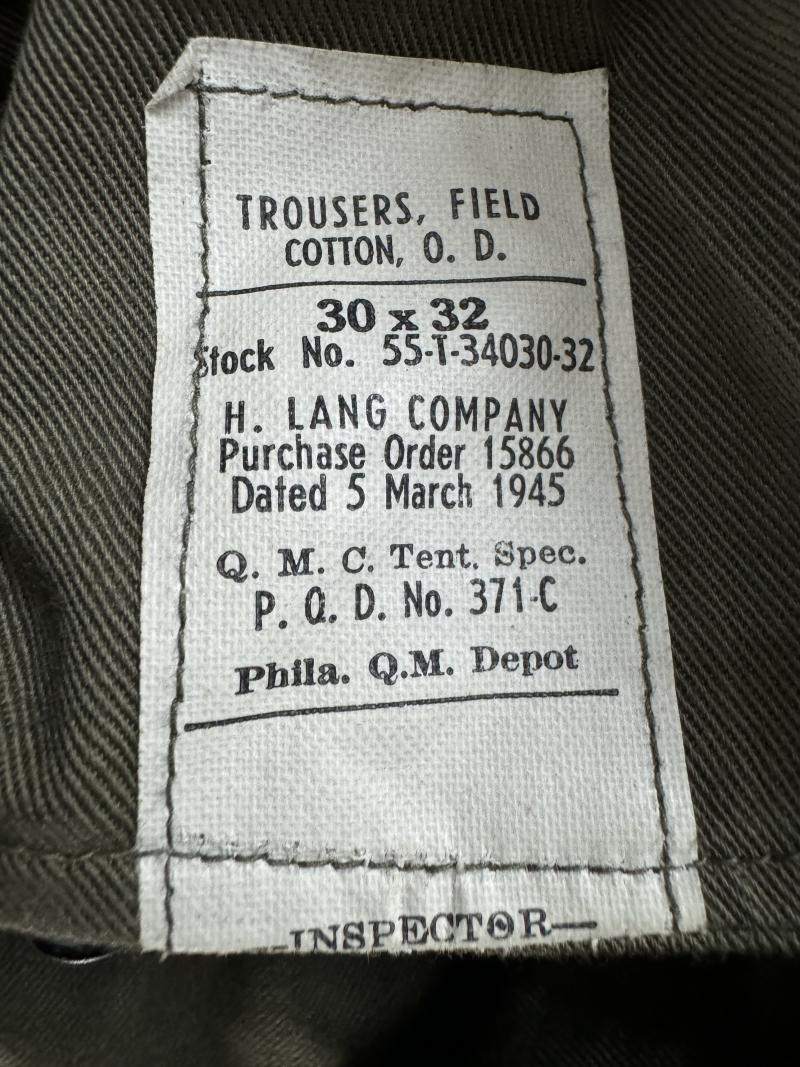 TROUSERS, FIELD
COTTON, O. D.
30 x 32
Stock No. 55-T-34030-32
H. LANG COMPANY
Purchase Order 15866
Dated 5 March 1945
Q. M. C. Tent. Spec.
P. Q. D. No. 371-C
Phila. Q.M. Depot
—INSPECTOR—